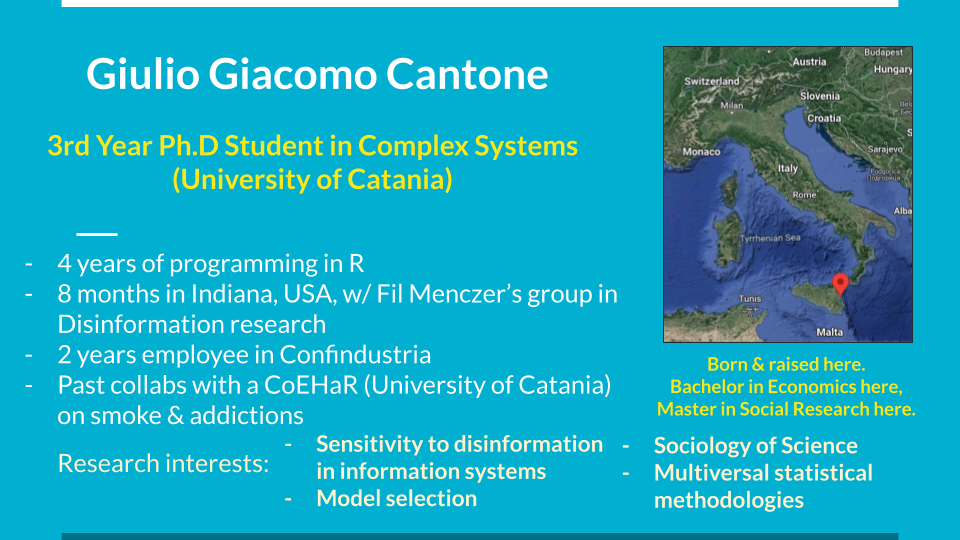 Giulio Giacomo Cantone
3rd Year Ph.D Student in Complex Systems
(University of Catania)
- 4 years of programming in R
- 8 months in Indiana, USA, w/ Fil Menczer’s group in
Disinformation research
- 2 years employee in Confindustria
- Past collabs with a CoEHaR (University of Catania)
on smoke & addictions
Research interests:
- Sensitivity to disinformation
in information systems
- Model selection
- Sociology of Science
- Multiversal statistical
methodologies
Budapest
Austria
Hungary
Switzerland
Slovenia
Milan
Croatia
Monaco
Sarajevo
Italy
Подгорица
Rome
Alba
Tyrrhenian Sea
Tunis
Malta
Born & raised here.
Bachelor in Economics here,
Master in Social Research here.